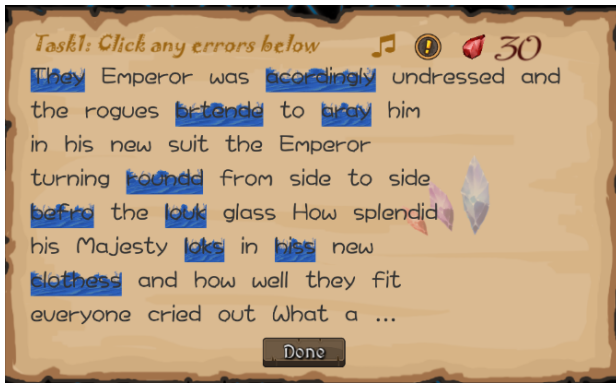 Task1: Click any errors below 30
They Emperor was acordingly undressed and
the rogues brtende to aray him
in his new suit the Emperor
turning roundd from side to side
befro the louk glass How splendid
his Majesty loks in hiss new
clothess and how well they fit
everyone cried out What a ...
Done